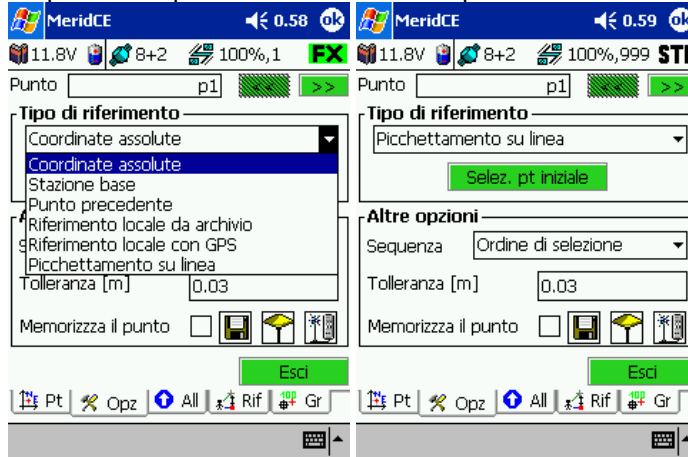 MeridCE 0.58 ok
11.8V 8+2 100%,1 FX
Punto p1 << >>
Tipo di riferimento
Coordinate assolute
Coordinate assolute
Stazione base
Punto precedente
Riferimento locale da archivio
Riferimento locale con GPS
Picchettamento su linea
Tolleranza [m] 0.03
Memorizzza il punto
Esci
Pt Opz All Rif Gr
MeridCE 0.59 ok
11.8V 8+2 100%,999 ST
Punto p1 << >>
Tipo di riferimento
Picchettamento su linea
Selez. pt iniziale
Altre opzioni
Sequenza Ordine di selezione
Tolleranza [m] 0.03
Memorizzza il punto
Esci
Pt Opz All Rif Gr